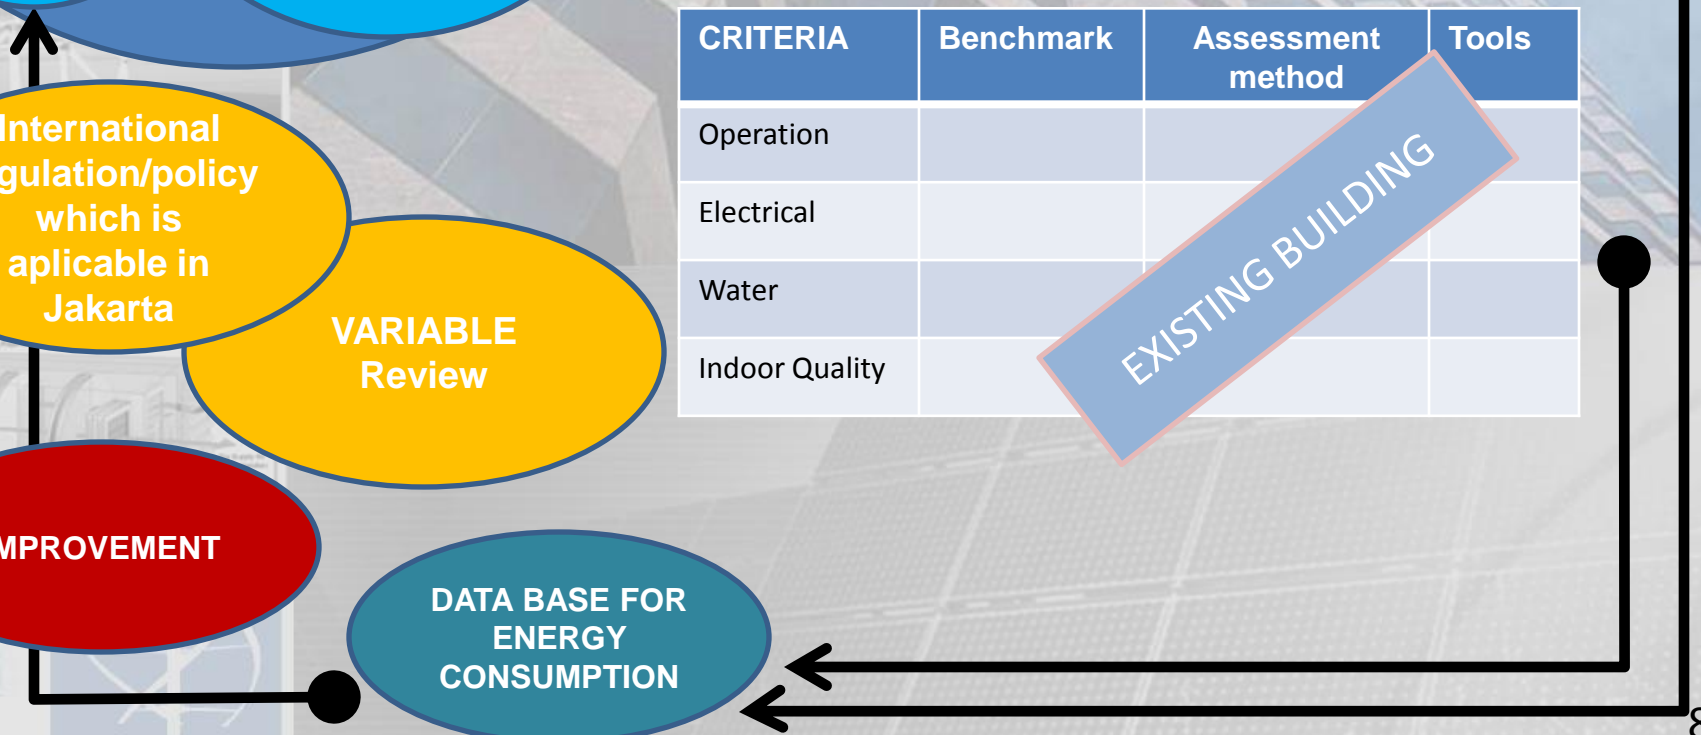 International
gulation/policy
which is
aplicable in
Jakarta
VARIABLE
Review
MPROVEMENT
DATA BASE FOR
ENERGY
CONSUMPTION
CRITERIA Benchmark Assessment method Tools
Operation
Electrical
Water
Indoor Quality
EXISTING BUILDING
8